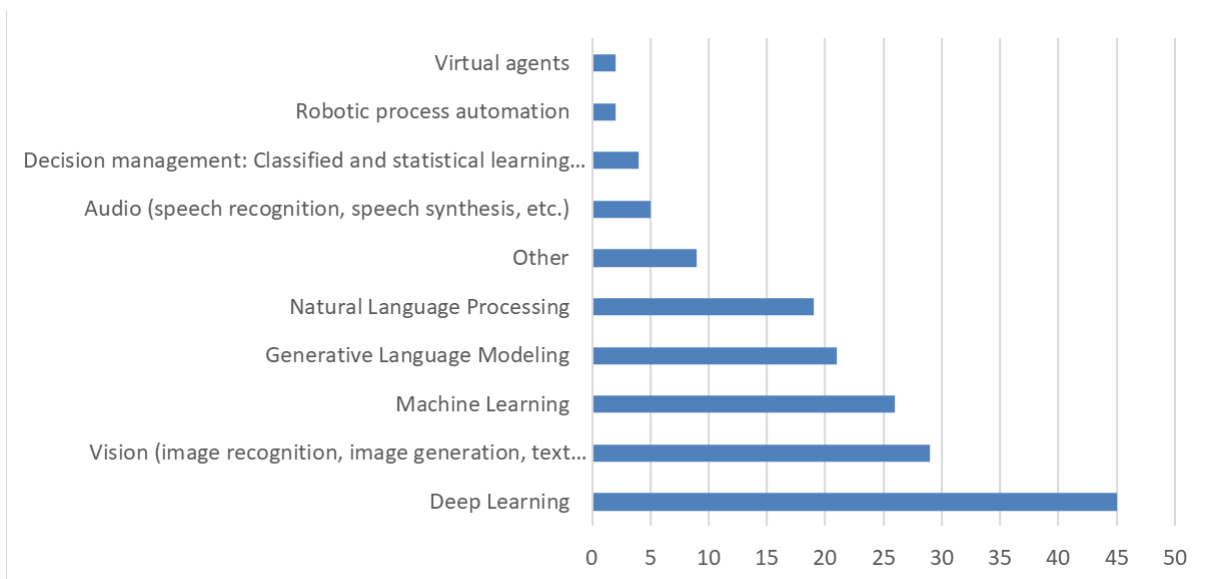 Virtual agents
Robotic process automation
Decision management: Classified and statistical learning...
Audio (speech recognition, speech synthesis, etc.)
Other
Natural Language Processing
Generative Language Modeling
Machine Learning
Vision (image recognition, image generation, text...
Deep Learning
0 5 10 15 20 25 30 35 40 45 50